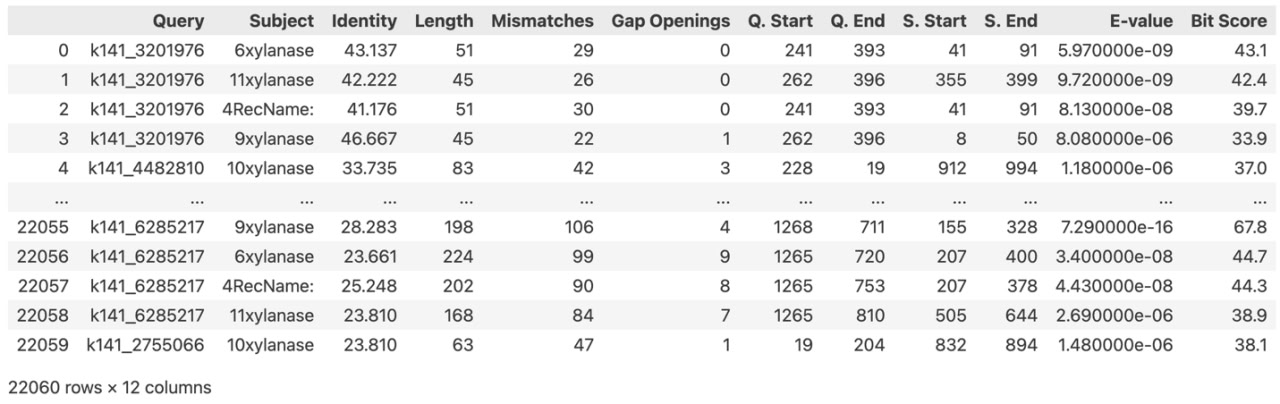 Query Subject Identity Length Mismatches Gap Openings Q. Start Q. End S. Start S. End E-value Bit Score
0 k141_3201976 6xylanase 43.137 51 29 0 241 393 41 91 5.970000e-09 43.1
1 k141_3201976 11xylanase 42.222 45 26 0 262 396 355 399 9.720000e-09 42.4
2 k141_3201976 4RecName: 41.176 51 30 0 241 393 41 91 8.130000e-08 39.7
3 k141_3201976 9xylanase 46.667 45 22 1 262 396 8 50 8.080000e-06 33.9
4 k141_4482810 10xylanase 33.735 83 42 3 228 19 912 994 1.180000e-06 37.0
... ... ... ... ... ... ... ... ... ... ... ... ...
22055 k141_6285217 9xylanase 28.283 198 106 4 1268 711 155 328 7.290000e-16 67.8
22056 k141_6285217 6xylanase 23.661 224 99 9 1265 720 207 400 3.400000e-08 44.7
22057 k141_6285217 4RecName: 25.248 202 90 8 1265 753 207 378 4.430000e-08 44.3
22058 k141_6285217 11xylanase 23.810 168 84 7 1265 810 505 644 2.690000e-06 38.9
22059 k141_2755066 10xylanase 23.810 63 47 1 19 204 832 894 1.480000e-06 38.1
22060 rows × 12 columns